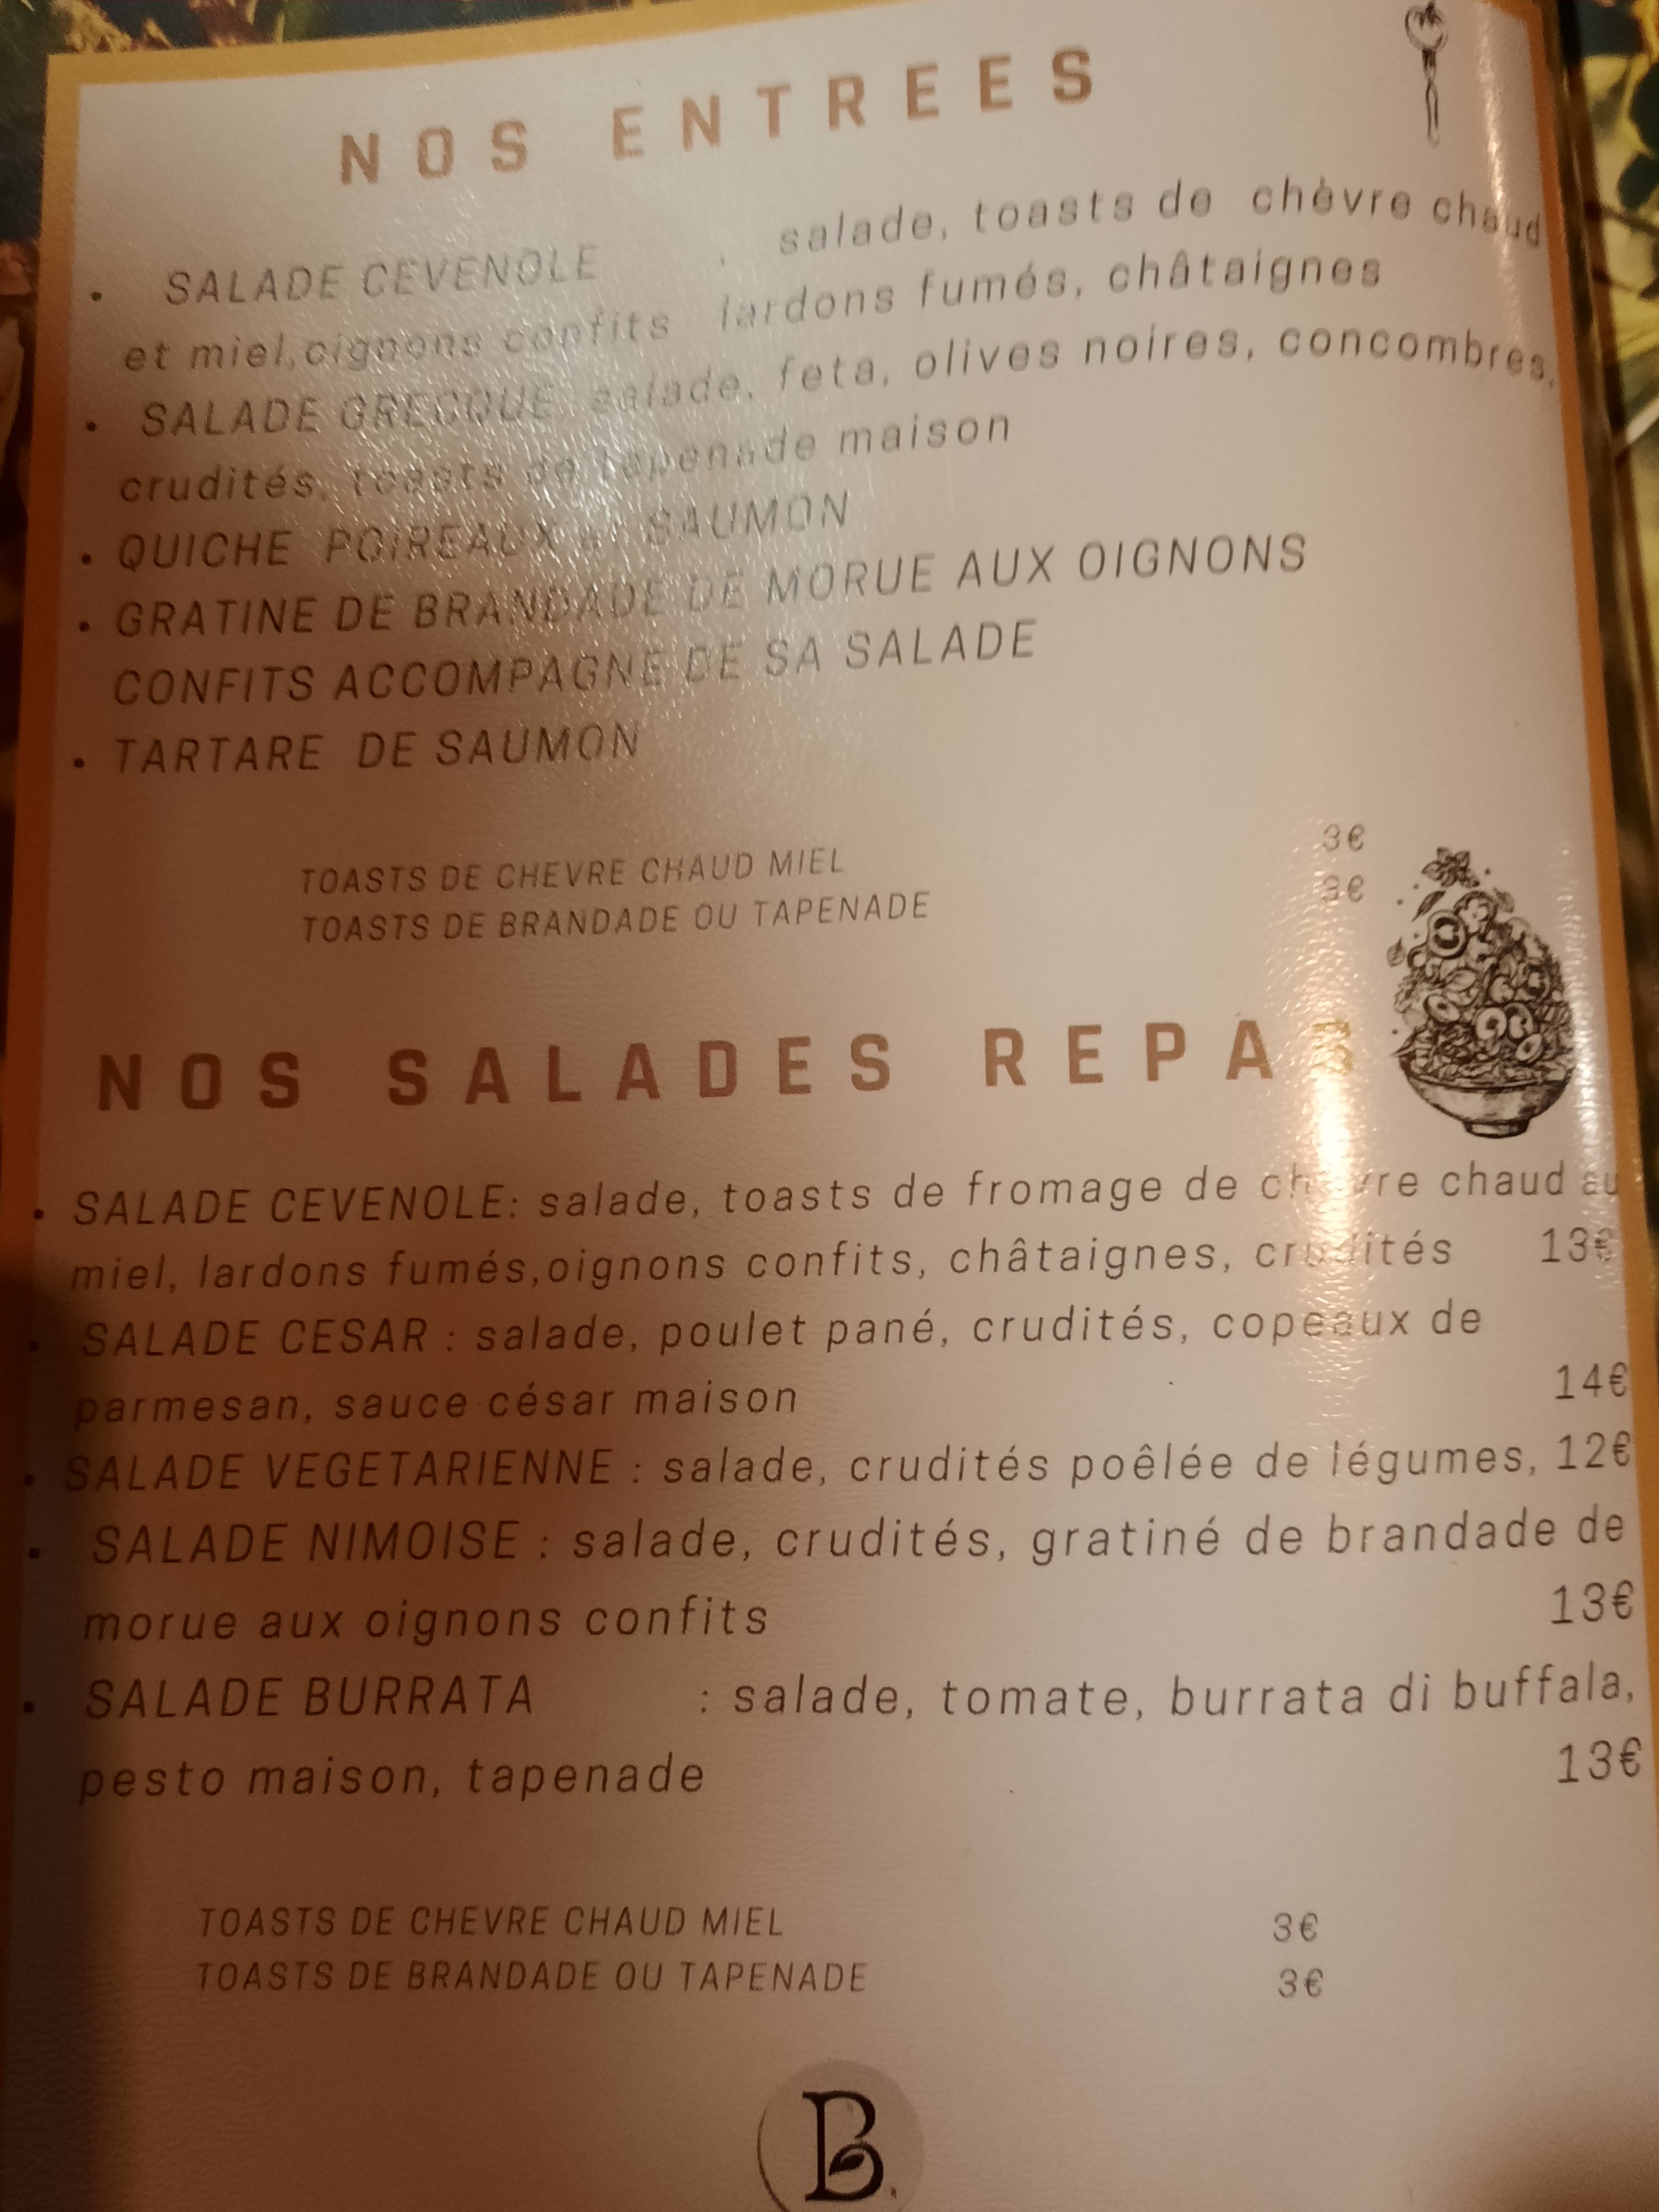 NOS ENTREES
• SALADE CEVENOLE . salade, toasts de chèvre chaud
et miel,oignons confits lardons fumés, châtaignes
• SALADE GRECQUE salade, feta, olives noires, concombres,
crudités, toasts de tapenade maison
• QUICHE POIREAUX et SAUMON
• GRATINE DE BRANDADE DE MORUE AUX OIGNONS
CONFITS ACCOMPAGNE DE SA SALADE
• TARTARE DE SAUMON
TOASTS DE CHEVRE CHAUD MIEL 3€
TOASTS DE BRANDADE OU TAPENADE 3€
NOS SALADES REPAS
• SALADE CEVENOLE: salade, toasts de fromage de chèvre chaud au
miel, lardons fumés,oignons confits, châtaignes, crudités 13€
• SALADE CESAR : salade, poulet pané, crudités, copeaux de
parmesan, sauce césar maison 14€
• SALADE VEGETARIENNE : salade, crudités poêlée de légumes, 12€
• SALADE NIMOISE : salade, crudités, gratiné de brandade de
morue aux oignons confits 13€
• SALADE BURRATA : salade, tomate, burrata di buffala,
pesto maison, tapenade 13€
TOASTS DE CHEVRE CHAUD MIEL 3€
TOASTS DE BRANDADE OU TAPENADE 3€
B